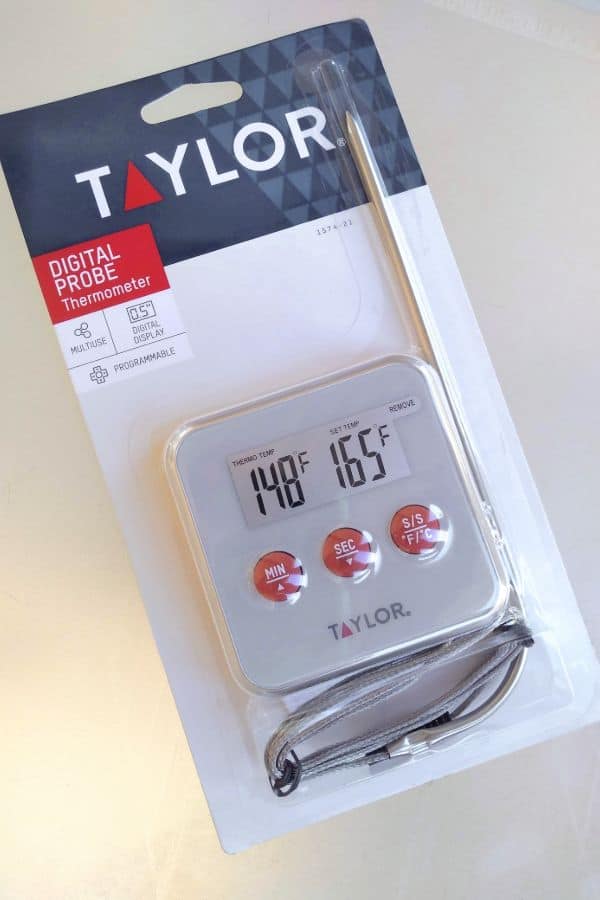 TAYLOR®
1574-21
DIGITAL
PROBE
Thermometer
MULTIUSE
0.5"
DIGITAL
DISPLAY
PROGRAMMABLE
THERMO TEMP SET TEMP REMOVE
148°F 165°F
MIN SEC S/S
°F/°C
TAYLOR®